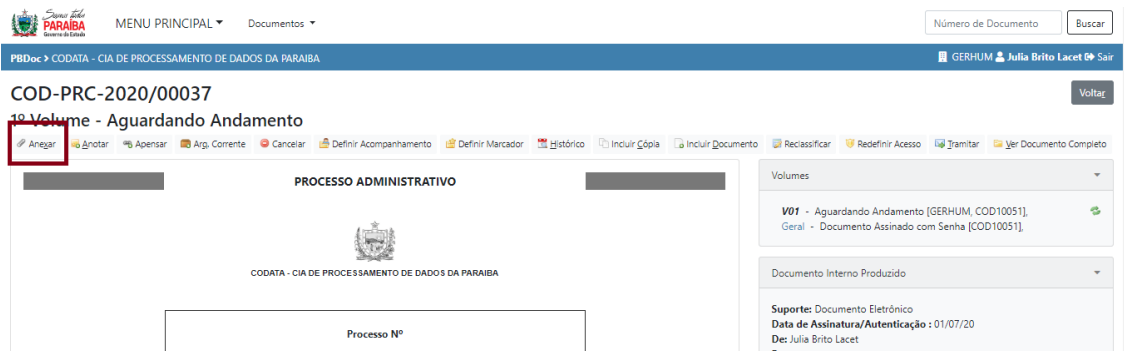 Somos todos
PARAÍBA
Governo do Estado
MENU PRINCIPAL
Documentos
Número de Documento
Buscar
PBDoc > CODATA - CIA DE PROCESSAMENTO DE DADOS DA PARAIBA
GERHUM Julia Brito Lacet Sair
COD-PRC-2020/00037
Voltar
1º Volume - Aguardando Andamento
Anexar Anotar Apensar Arq. Corrente Cancelar Definir Acompanhamento Definir Marcador Histórico Incluir Cópia Incluir Documento Reclassificar Redefinir Acesso Tramitar Ver Documento Completo
PROCESSO ADMINISTRATIVO
CODATA - CIA DE PROCESSAMENTO DE DADOS DA PARAIBA
Processo Nº
Volumes
V01 - Aguardando Andamento [GERHUM, COD10051],
Geral - Documento Assinado com Senha [COD10051],
Documento Interno Produzido
Suporte: Documento Eletrônico
Data de Assinatura/Autenticação : 01/07/20
De: Julia Brito Lacet